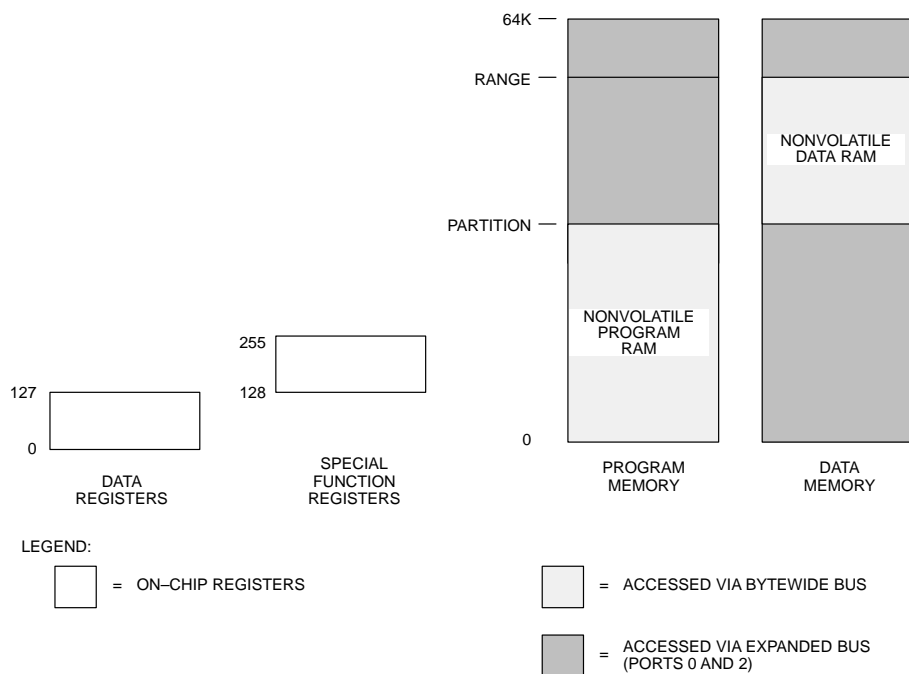 64K
RANGE
PARTITION
0
NONVOLATILE
PROGRAM
RAM
NONVOLATILE
DATA RAM
PROGRAM
MEMORY
DATA
MEMORY
127
0
DATA
REGISTERS
255
128
SPECIAL
FUNCTION
REGISTERS
LEGEND:
= ON–CHIP REGISTERS
= ACCESSED VIA BYTEWIDE BUS
= ACCESSED VIA EXPANDED BUS
(PORTS 0 AND 2)